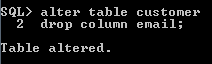 SQL> alter table customer
  2  drop column email;
Table altered.